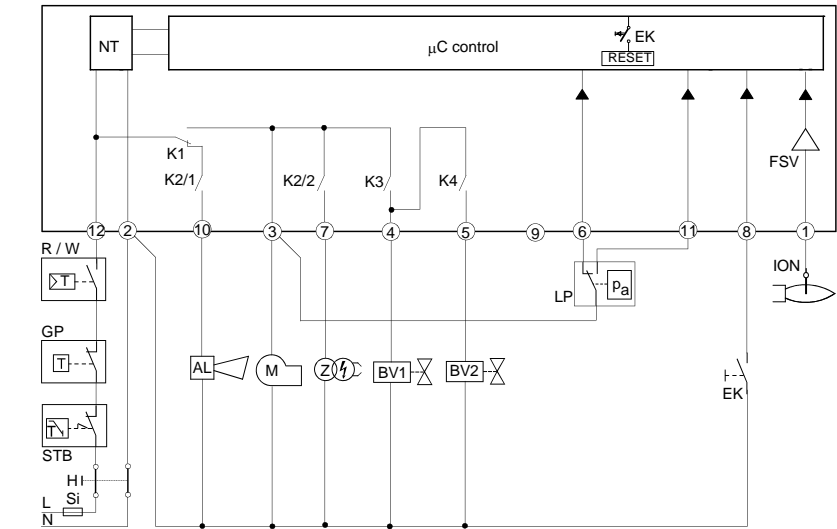 NT
μC control
EK
RESET
K1
FSV
K2/1
K2/2
K3
K4
12
2
10
3
7
4
5
9
6
11
8
1
R / W
T
LP
pa
ION
GP
T
AL
M
Z
BV1
BV2
EK
T
STB
H
L
Si
N